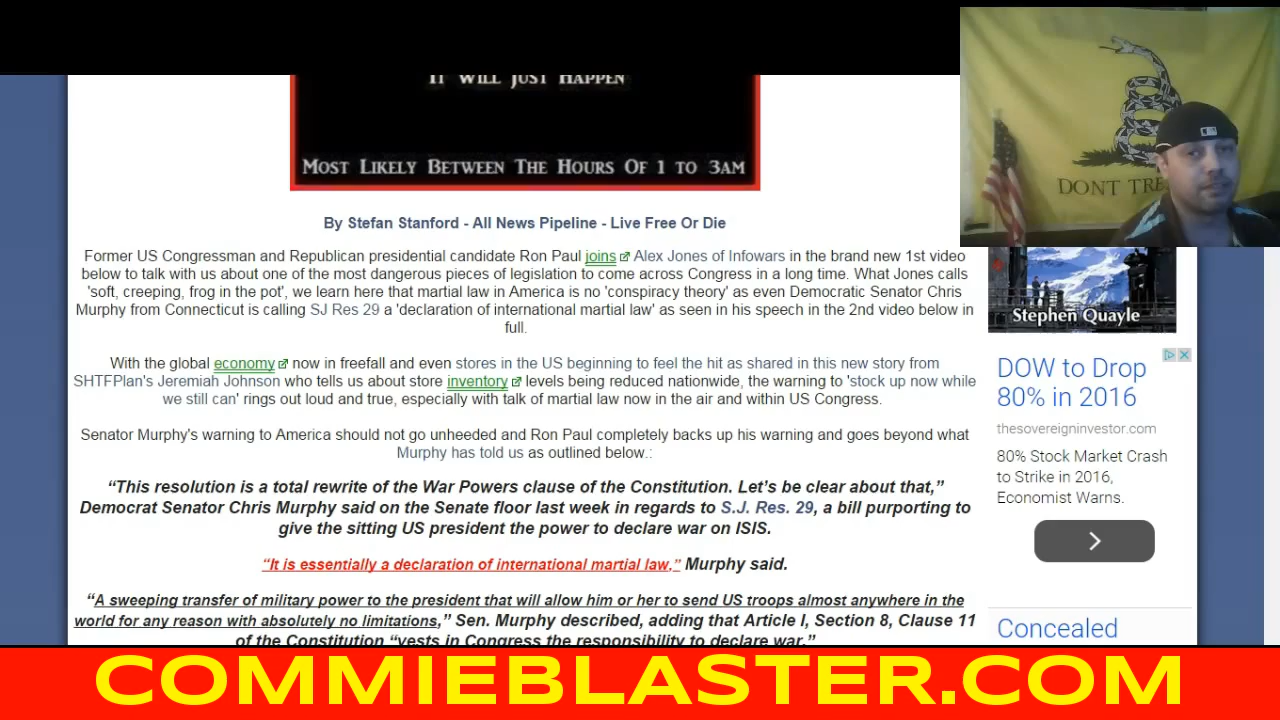 IT WILL JUST HAPPEN
MOST LIKELY BETWEEN THE HOURS OF 1 TO 3AM
DONT TRE
By Stefan Stanford - All News Pipeline - Live Free Or Die
Former US Congressman and Republican presidential candidate Ron Paul joins Alex Jones of Infowars in the brand new 1st video
below to talk with us about one of the most dangerous pieces of legislation to come across Congress in a long time. What Jones calls
'soft, creeping, frog in the pot', we learn here that martial law in America is no 'conspiracy theory' as even Democratic Senator Chris
Murphy from Connecticut is calling SJ Res 29 a 'declaration of international martial law' as seen in his speech in the 2nd video below in
full.
With the global economy now in freefall and even stores in the US beginning to feel the hit as shared in this new story from
SHTFPlan's Jeremiah Johnson who tells us about store inventory levels being reduced nationwide, the warning to 'stock up now while
we still can' rings out loud and true, especially with talk of martial law now in the air and within US Congress.
Senator Murphy's warning to America should not go unheeded and Ron Paul completely backs up his warning and goes beyond what
Murphy has told us as outlined below.:
“This resolution is a total rewrite of the War Powers clause of the Constitution. Let’s be clear about that,”
Democrat Senator Chris Murphy said on the Senate floor last week in regards to S.J. Res. 29, a bill purporting to
give the sitting US president the power to declare war on ISIS.
“It is essentially a declaration of international martial law,” Murphy said.
“A sweeping transfer of military power to the president that will allow him or her to send US troops almost anywhere in the
world for any reason with absolutely no limitations,” Sen. Murphy described, adding that Article I, Section 8, Clause 11
of the Constitution “vests in Congress the responsibility to declare war.”
Stephen Quayle
DOW to Drop
80% in 2016
thesovereigninvestor.com
80% Stock Market Crash
to Strike in 2016,
Economist Warns.
Concealed
COMMIEBLASTER.COM